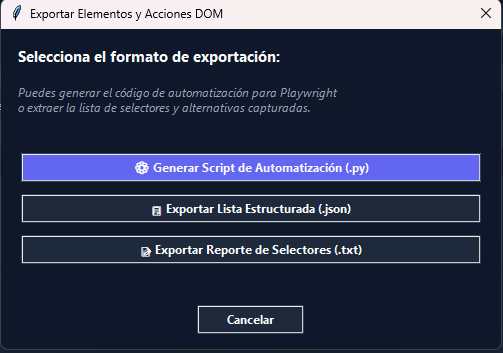 Exportar Elementos y Acciones DOM
Selecciona el formato de exportación:
Puedes generar el código de automatización para Playwright
o extraer la lista de selectores y alternativas capturadas.
Generar Script de Automatización (.py)
Exportar Lista Estructurada (.json)
Exportar Reporte de Selectores (.txt)
Cancelar